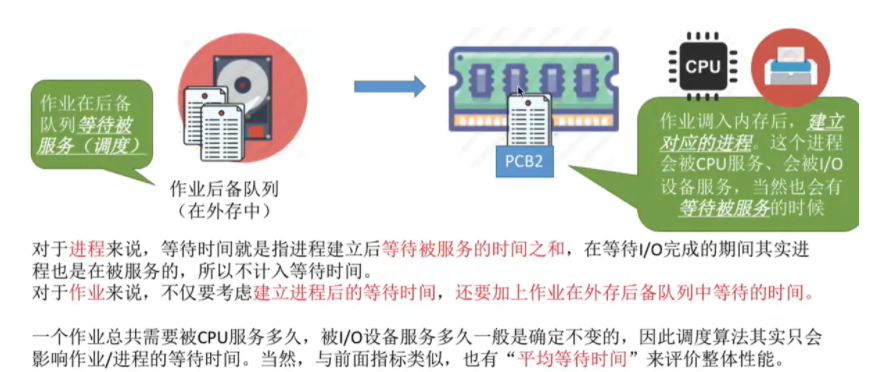 作业在后备
队列等待被
服务（调度）
作业后备队列
（在外存中）
PCB2
CPU
作业调入内存后，建立
对应的进程。这个进程
会被CPU服务、会被I/O
设备服务，当然也会有
等待被服务的时候
对于进程来说，等待时间就是指进程建立后等待被服务的时间之和，在等待I/O完成的期间其实进
程也是在被服务的，所以不计入等待时间。
对于作业来说，不仅要考虑建立进程后的等待时间，还要加上作业在外存后备队列中等待的时间。
一个作业总共需要被CPU服务多久，被I/O设备服务多久一般是确定不变的，因此调度算法其实只会
影响作业/进程的等待时间。当然，与前面指标类似，也有“平均等待时间”来评价整体性能。